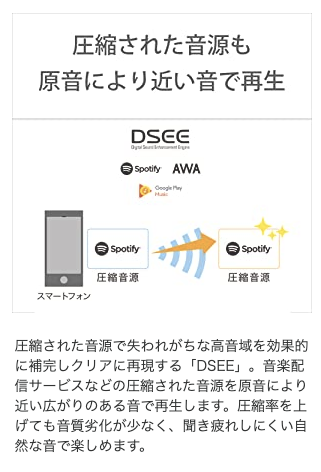 圧縮された音源も
原音により近い音で再生
DSEE
Digital Sound Enhancement Engine
Spotify AWA
Google Play
Music
Spotify Spotify
圧縮音源 圧縮音源
スマートフォン
圧縮された音源で失われがちな高音域を効果的
に補完しクリアに再現する「DSEE」。音楽配
信サービスなどの圧縮された音源を原音により
近い広がりのある音で再生します。圧縮率を上
げても音質劣化が少なく、聞き疲れしにくい自
然な音で楽しめます。